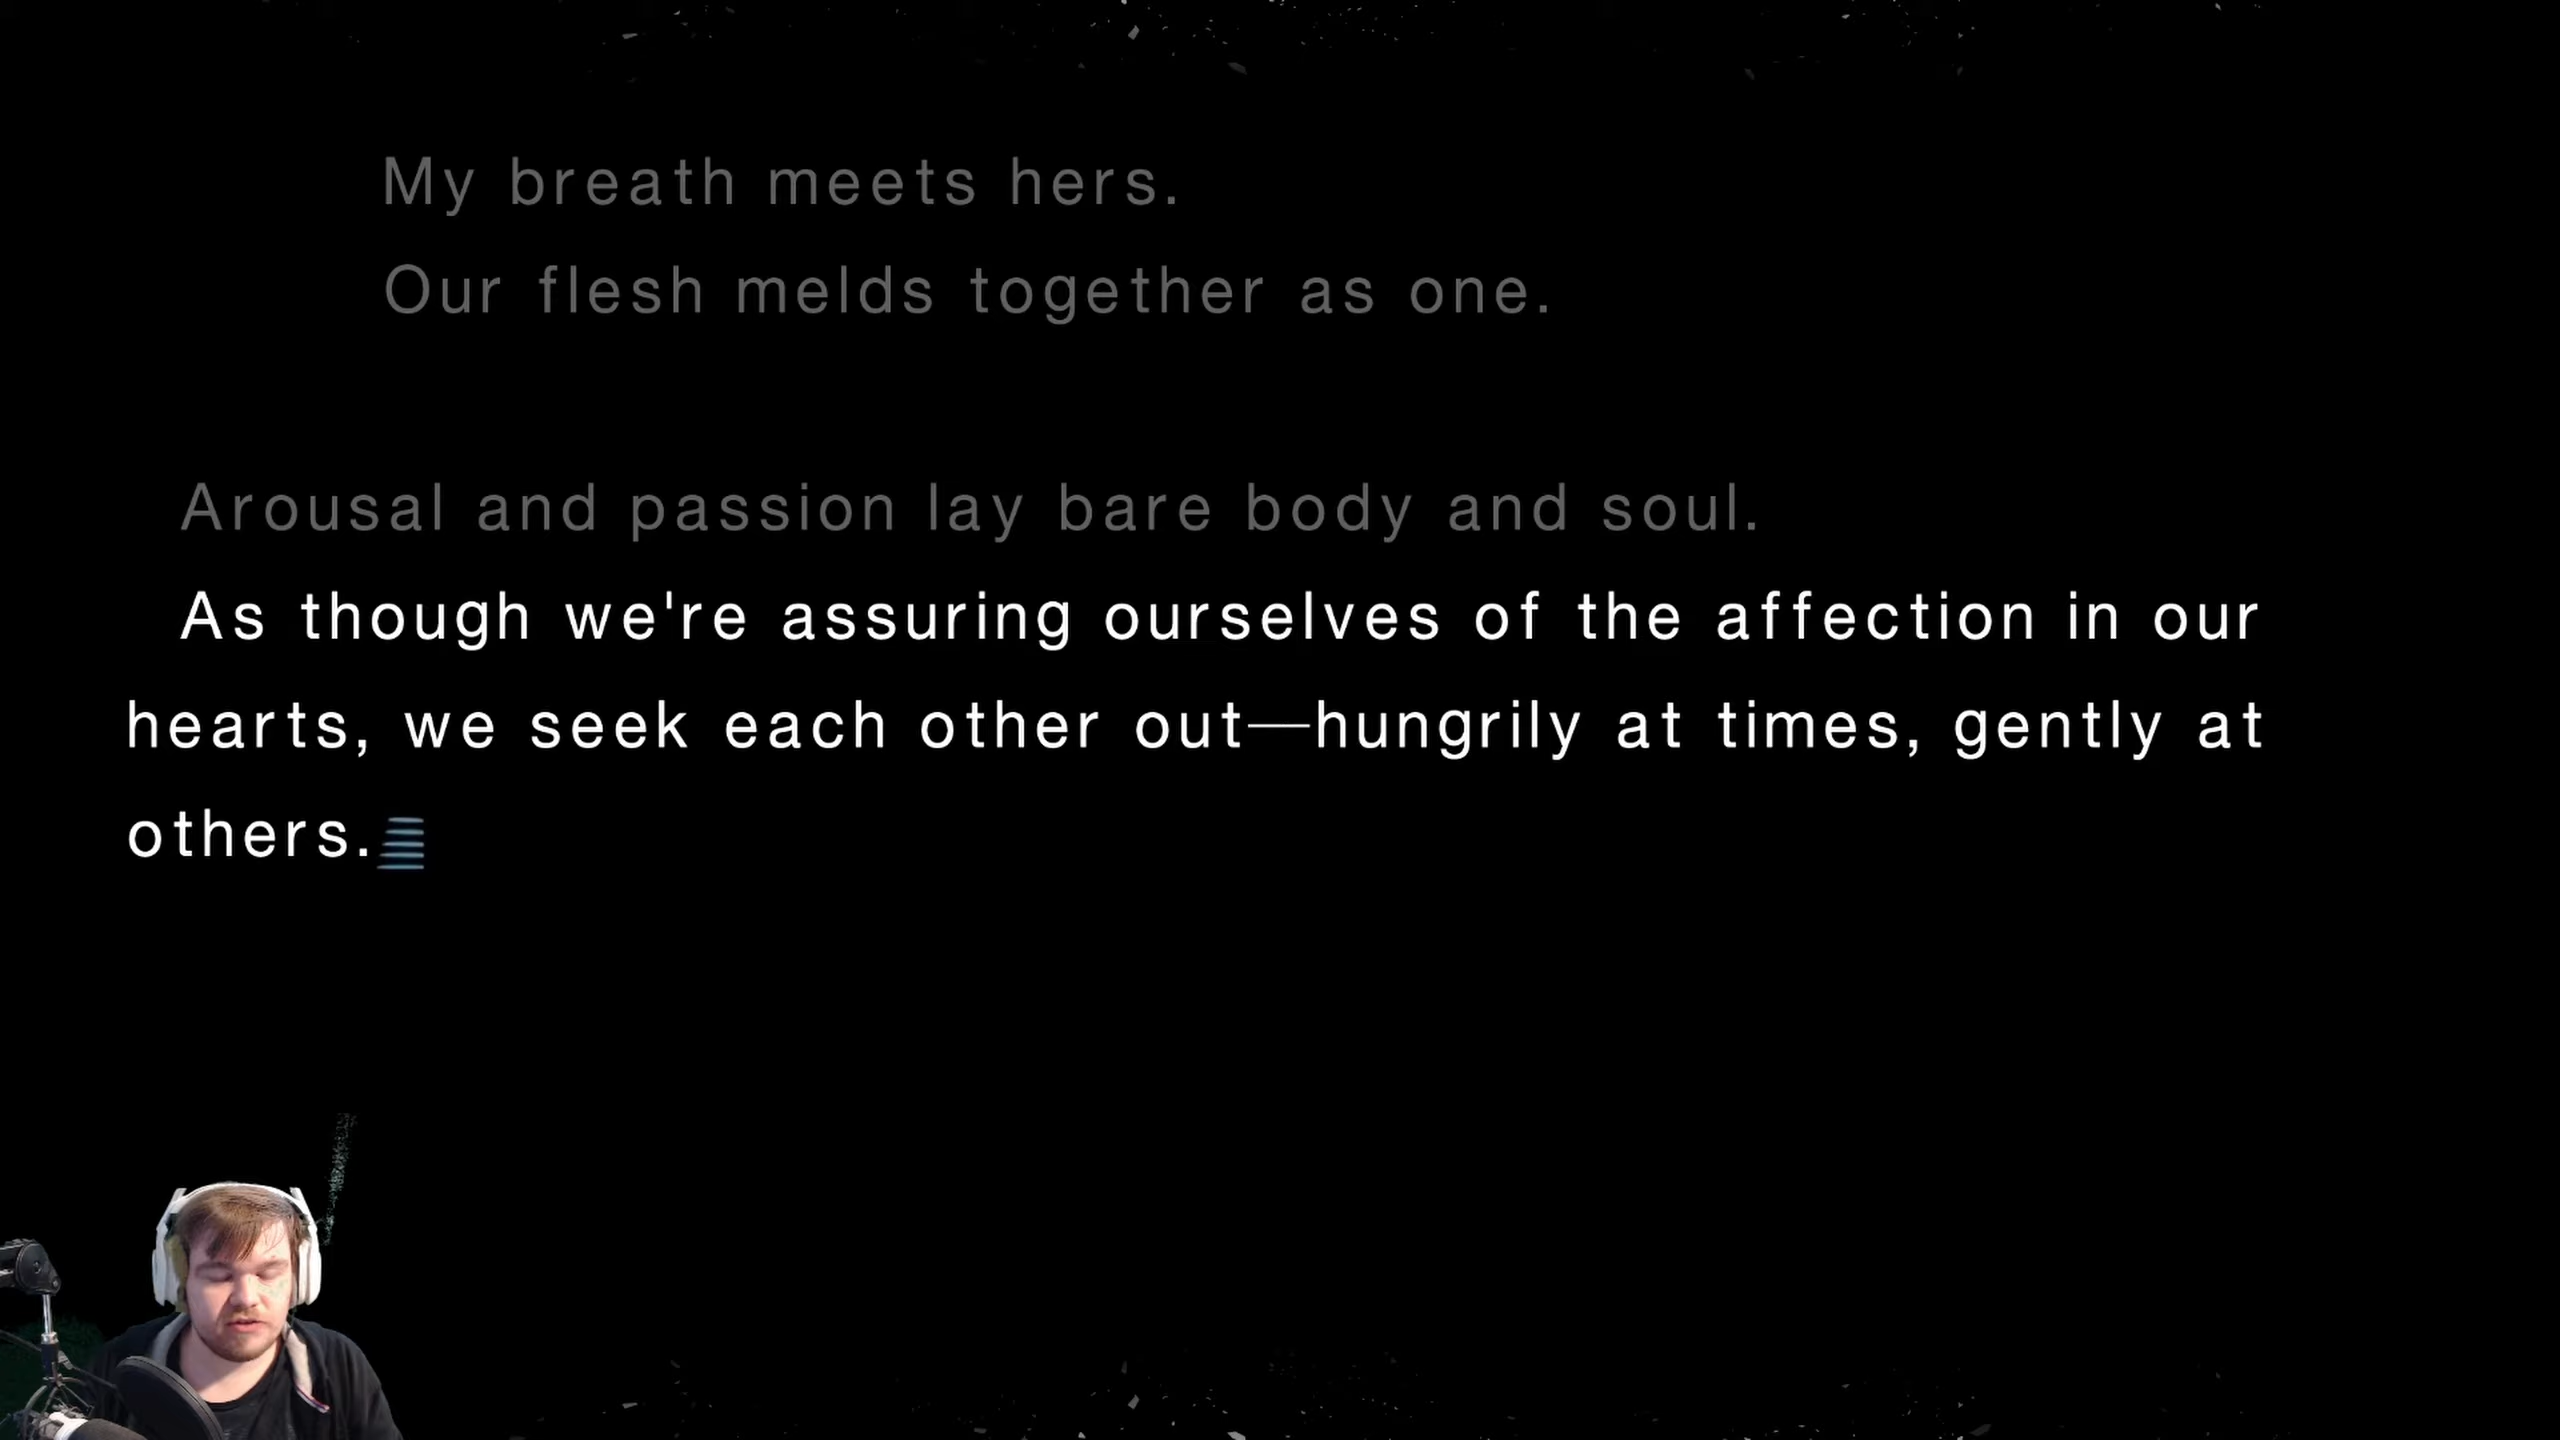 My breath meets hers.
Our flesh melds together as one.
Arousal and passion lay bare body and soul.
As though we're assuring ourselves of the affection in our
hearts, we seek each other out—hungrily at times, gently at
others.